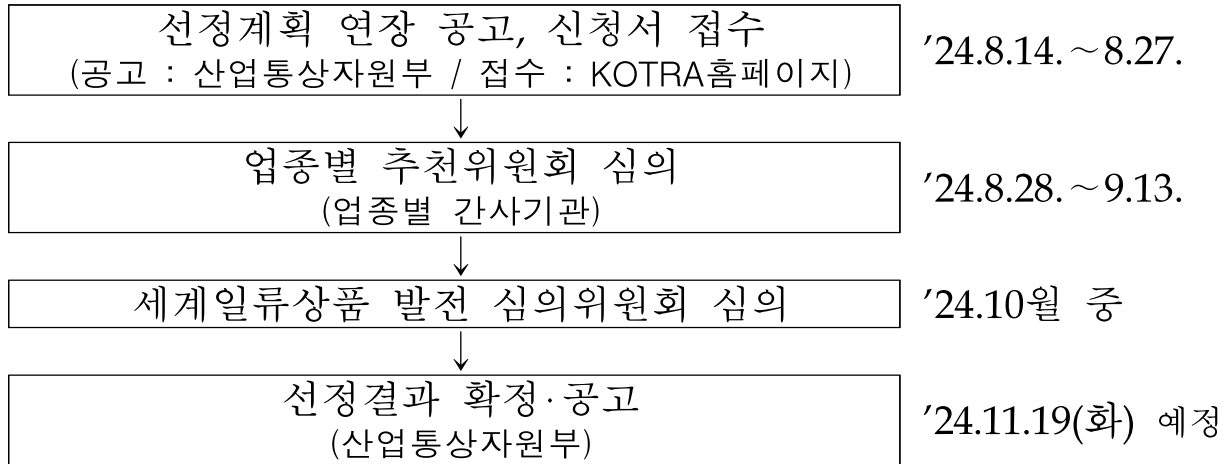 선정계획 연장 공고, 신청서 접수
(공고 : 산업통상자원부 / 접수 : KOTRA홈페이지)
’24.8.14.～8.27.
업종별 추천위원회 심의
(업종별 간사기관)
’24.8.28.～9.13.
세계일류상품 발전 심의위원회 심의
’24.10월 중
선정결과 확정·공고
(산업통상자원부)
’24.11.19(화) 예정